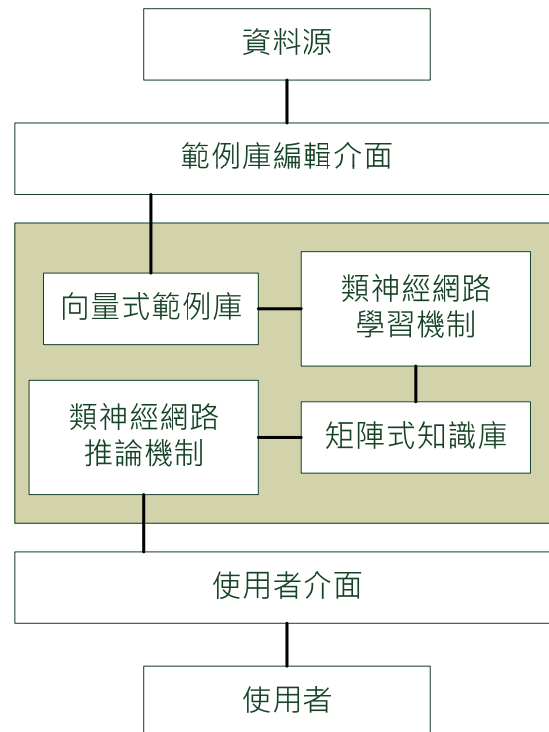 資料源
範例庫編輯介面
向量式範例庫
類神經網路
學習機制
類神經網路
推論機制
矩陣式知識庫
使用者介面
使用者